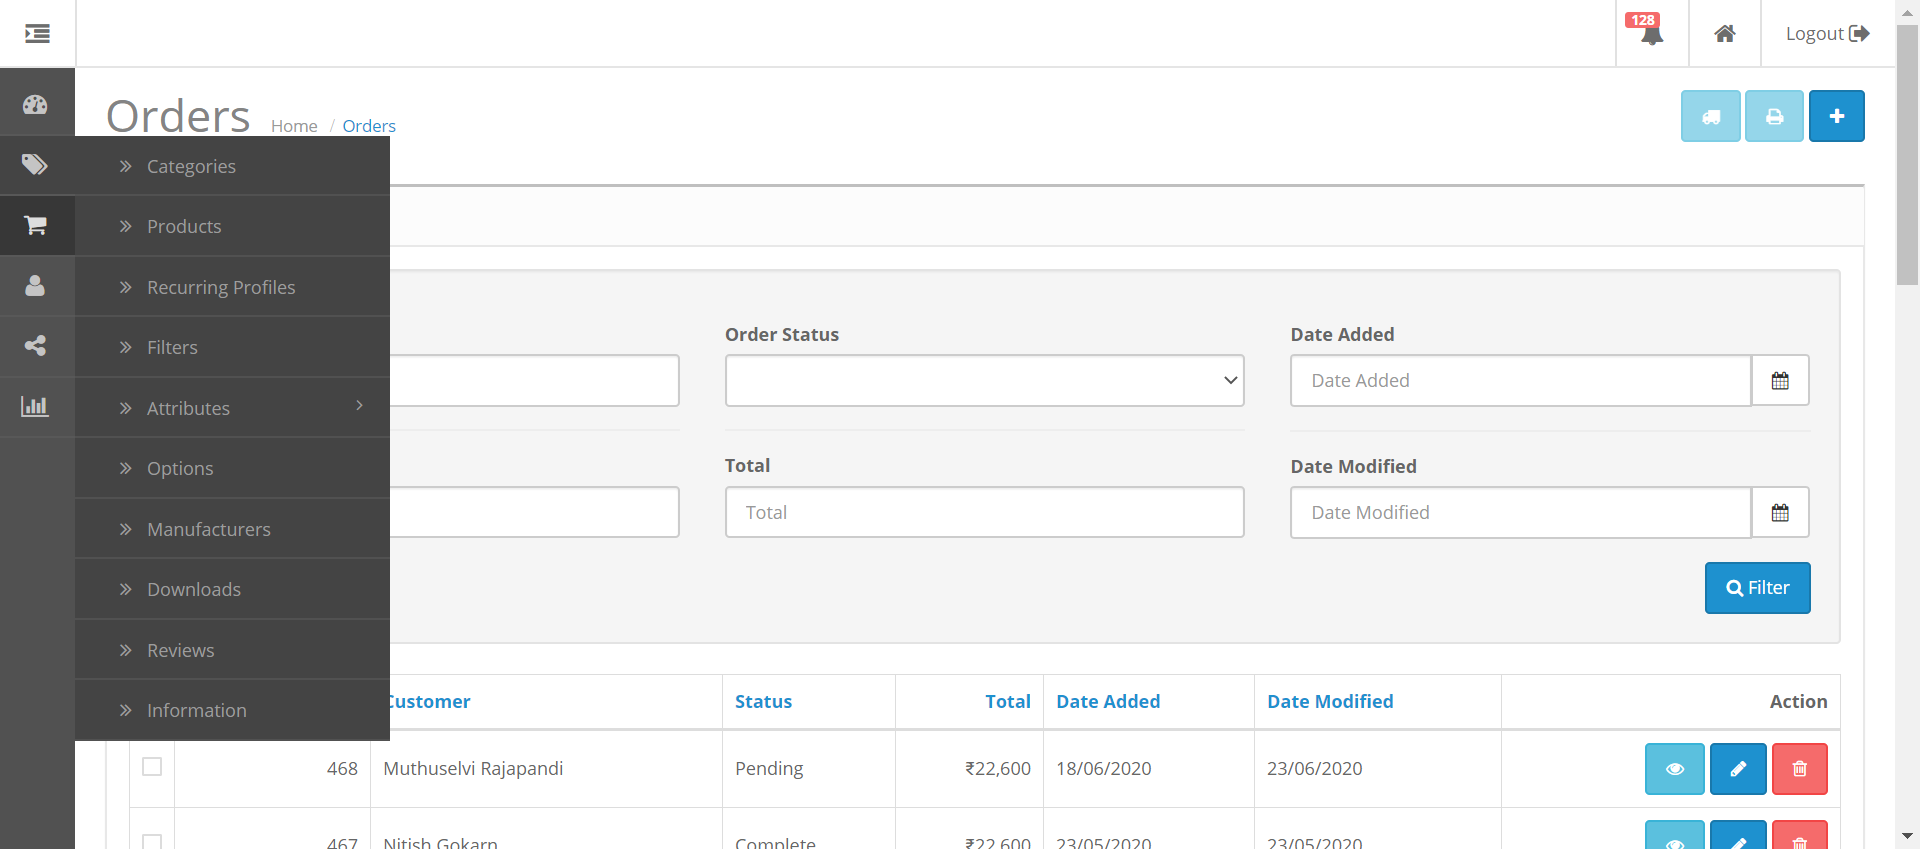 128
Logout
Orders
Home / Orders
Categories
Products
Recurring Profiles
Filters
Attributes
Options
Manufacturers
Downloads
Reviews
Information
Order Status
Date Added
Date Added
Total
Date Modified
Total
Date Modified
Filter
Customer Status Total Date Added Date Modified Action
468 Muthuselvi Rajapandi Pending ₹22,600 18/06/2020 23/06/2020
467 Nitish Gokarn Complete ₹22,600 23/05/2020 23/05/2020